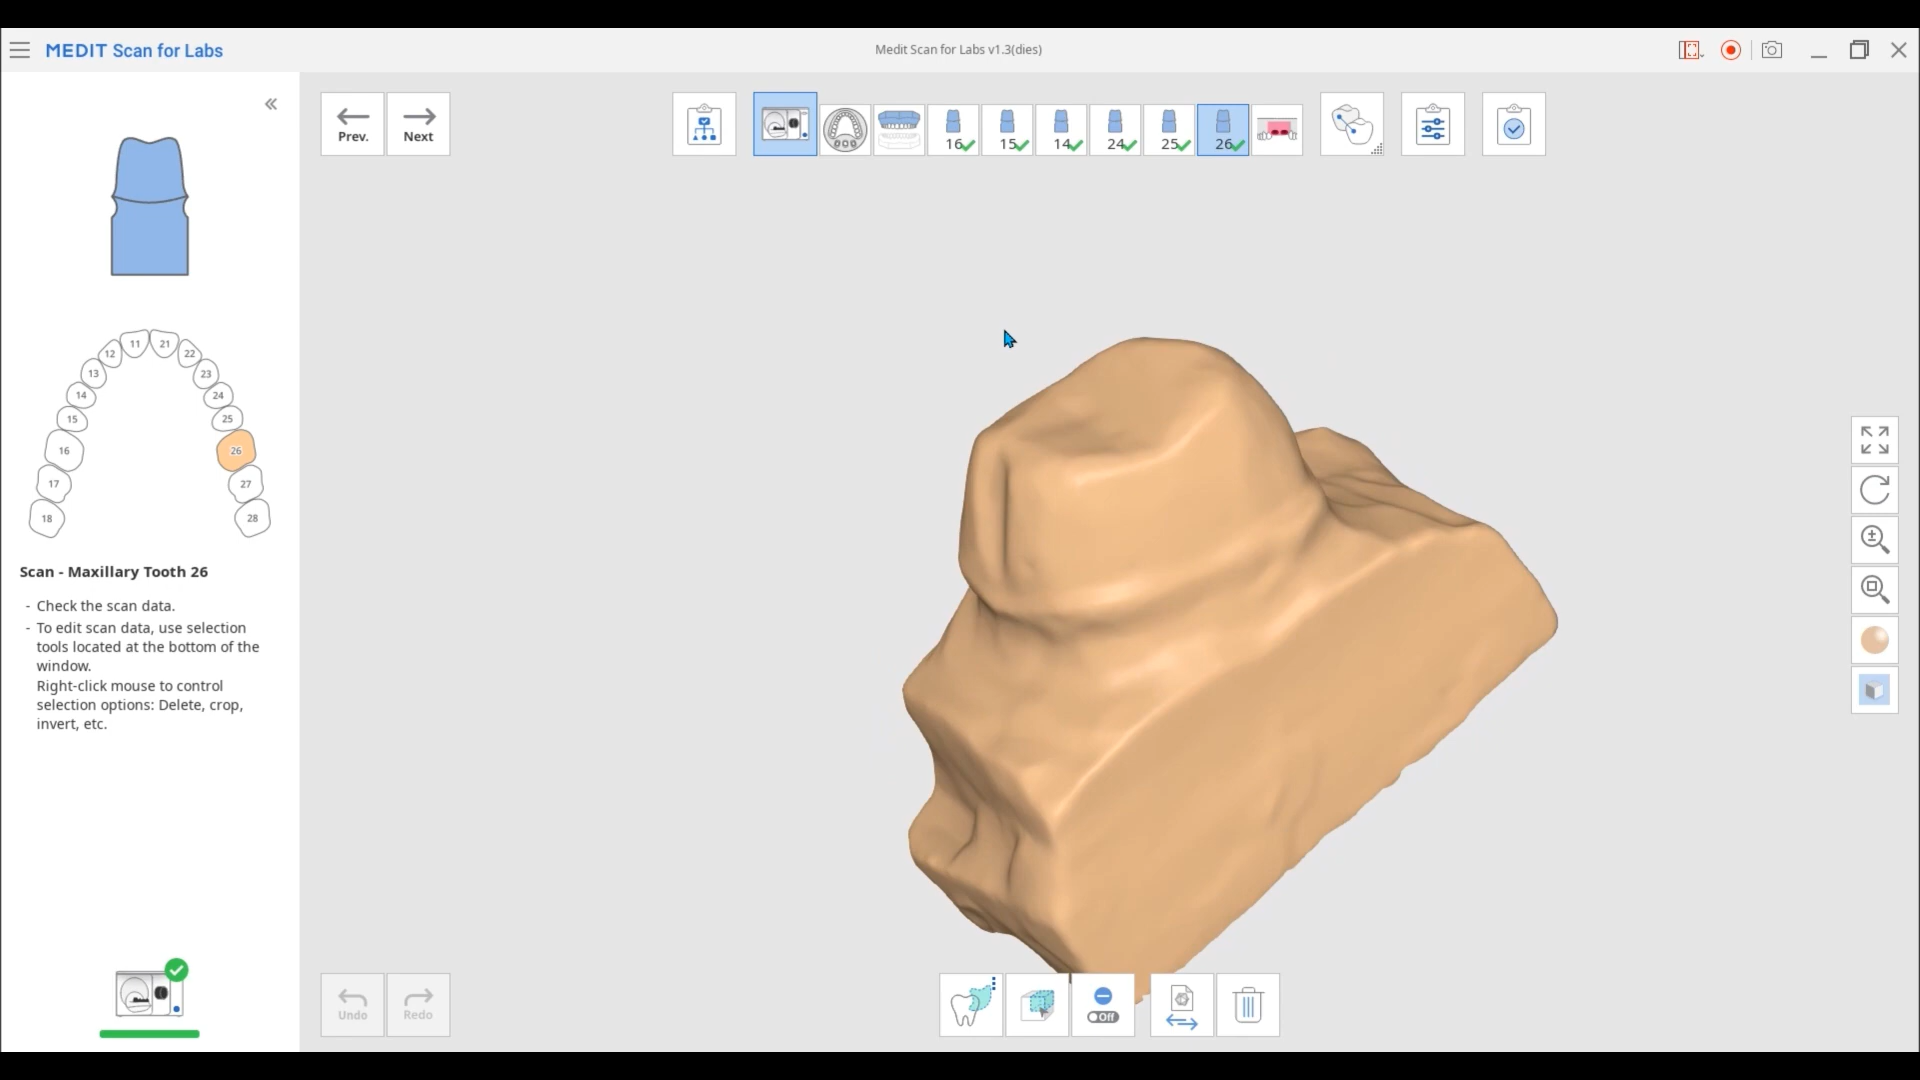 MEDIT Scan for Labs
Medit Scan for Labs v1.3(dies)
Prev.
Next
16
15
14
24
25
26
11
21
12
22
13
23
14
24
15
25
16
26
17
27
18
28
Scan - Maxillary Tooth 26
- Check the scan data.
- To edit scan data, use selection
tools located at the bottom of the
window.
Right-click mouse to control
selection options: Delete, crop,
invert, etc.
Undo
Redo
Off